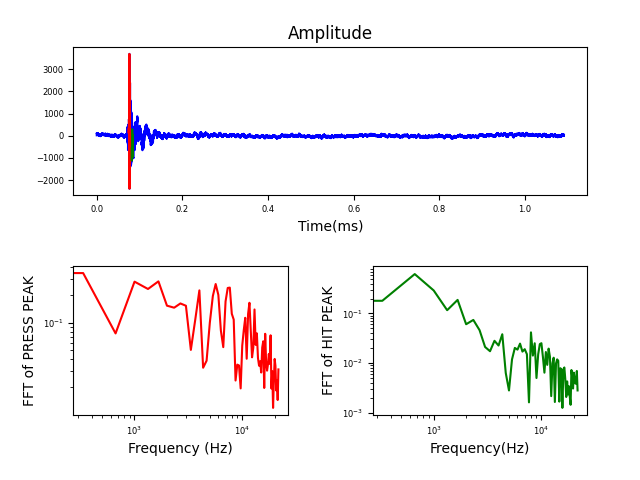 Amplitude
3000
2000
1000
0
−1000
−2000
0.0 0.2 0.4 0.6 0.8 1.0
Time(ms)
FFT of PRESS PEAK
10⁻¹
10³ 10⁴
Frequency (Hz)
FFT of HIT PEAK
10⁻¹
10⁻²
10⁻³
10³ 10⁴
Frequency(Hz)